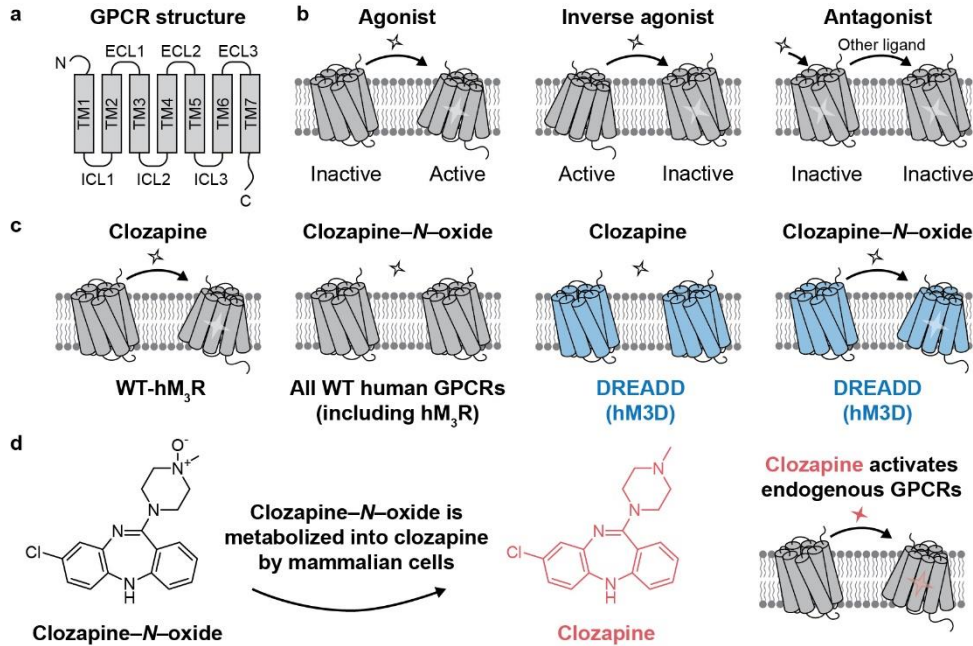 a
GPCR structure
N
ECL1
ECL2
ECL3
TM1
TM2
TM3
TM4
TM5
TM6
TM7
ICL1
ICL2
ICL3
C
b
Agonist
Inactive
Active
Inverse agonist
Active
Inactive
Antagonist
Other ligand
Inactive
Inactive
c
Clozapine
WT-hM₃R
Clozapine–N–oxide
All WT human GPCRs
(including hM₃R)
Clozapine
DREADD
(hM3D)
Clozapine–N–oxide
DREADD
(hM3D)
d
O⁻
N⁺
N
N
Cl
N
H
Clozapine–N–oxide
Clozapine–N–oxide is
metabolized into clozapine
by mammalian cells
N
N
N
Cl
N
H
Clozapine
Clozapine activates
endogenous GPCRs